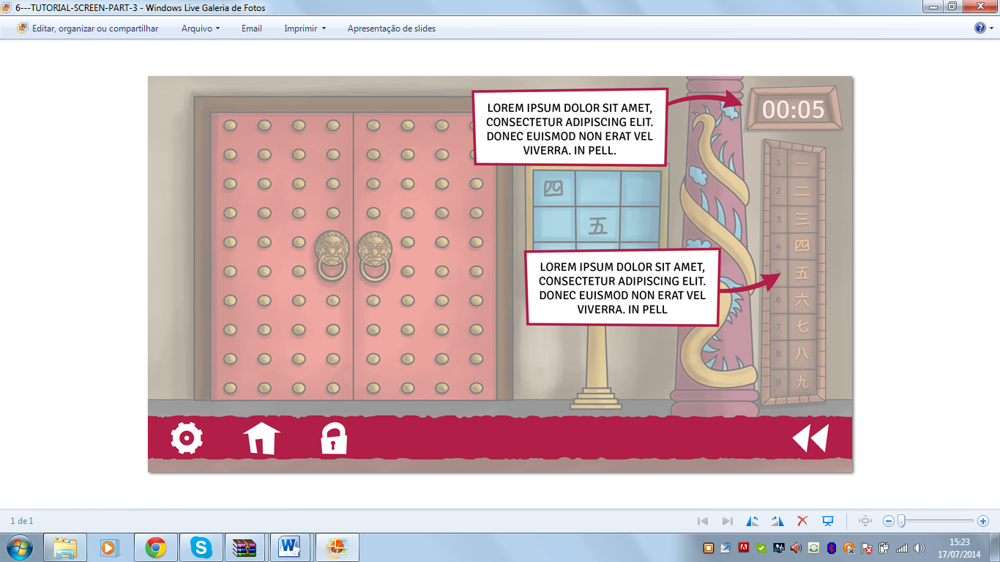 6---TUTORIAL-SCREEN-PART-3 - Windows Live Galeria de Fotos
Editar, organizar ou compartilhar Arquivo Email Imprimir Apresentação de slides
LOREM IPSUM DOLOR SIT AMET,
CONSECTETUR ADIPISCING ELIT.
DONEC EUISMOD NON ERAT VEL
VIVERRA. IN PELL.
00:05
四
五
LOREM IPSUM DOLOR SIT AMET,
CONSECTETUR ADIPISCING ELIT.
DONEC EUISMOD NON ERAT VEL
VIVERRA. IN PELL
1 一
2 二
3 三
4 四
5 五
6 六
7 七
8 八
9 九
1 de 1
15:23
17/07/2014